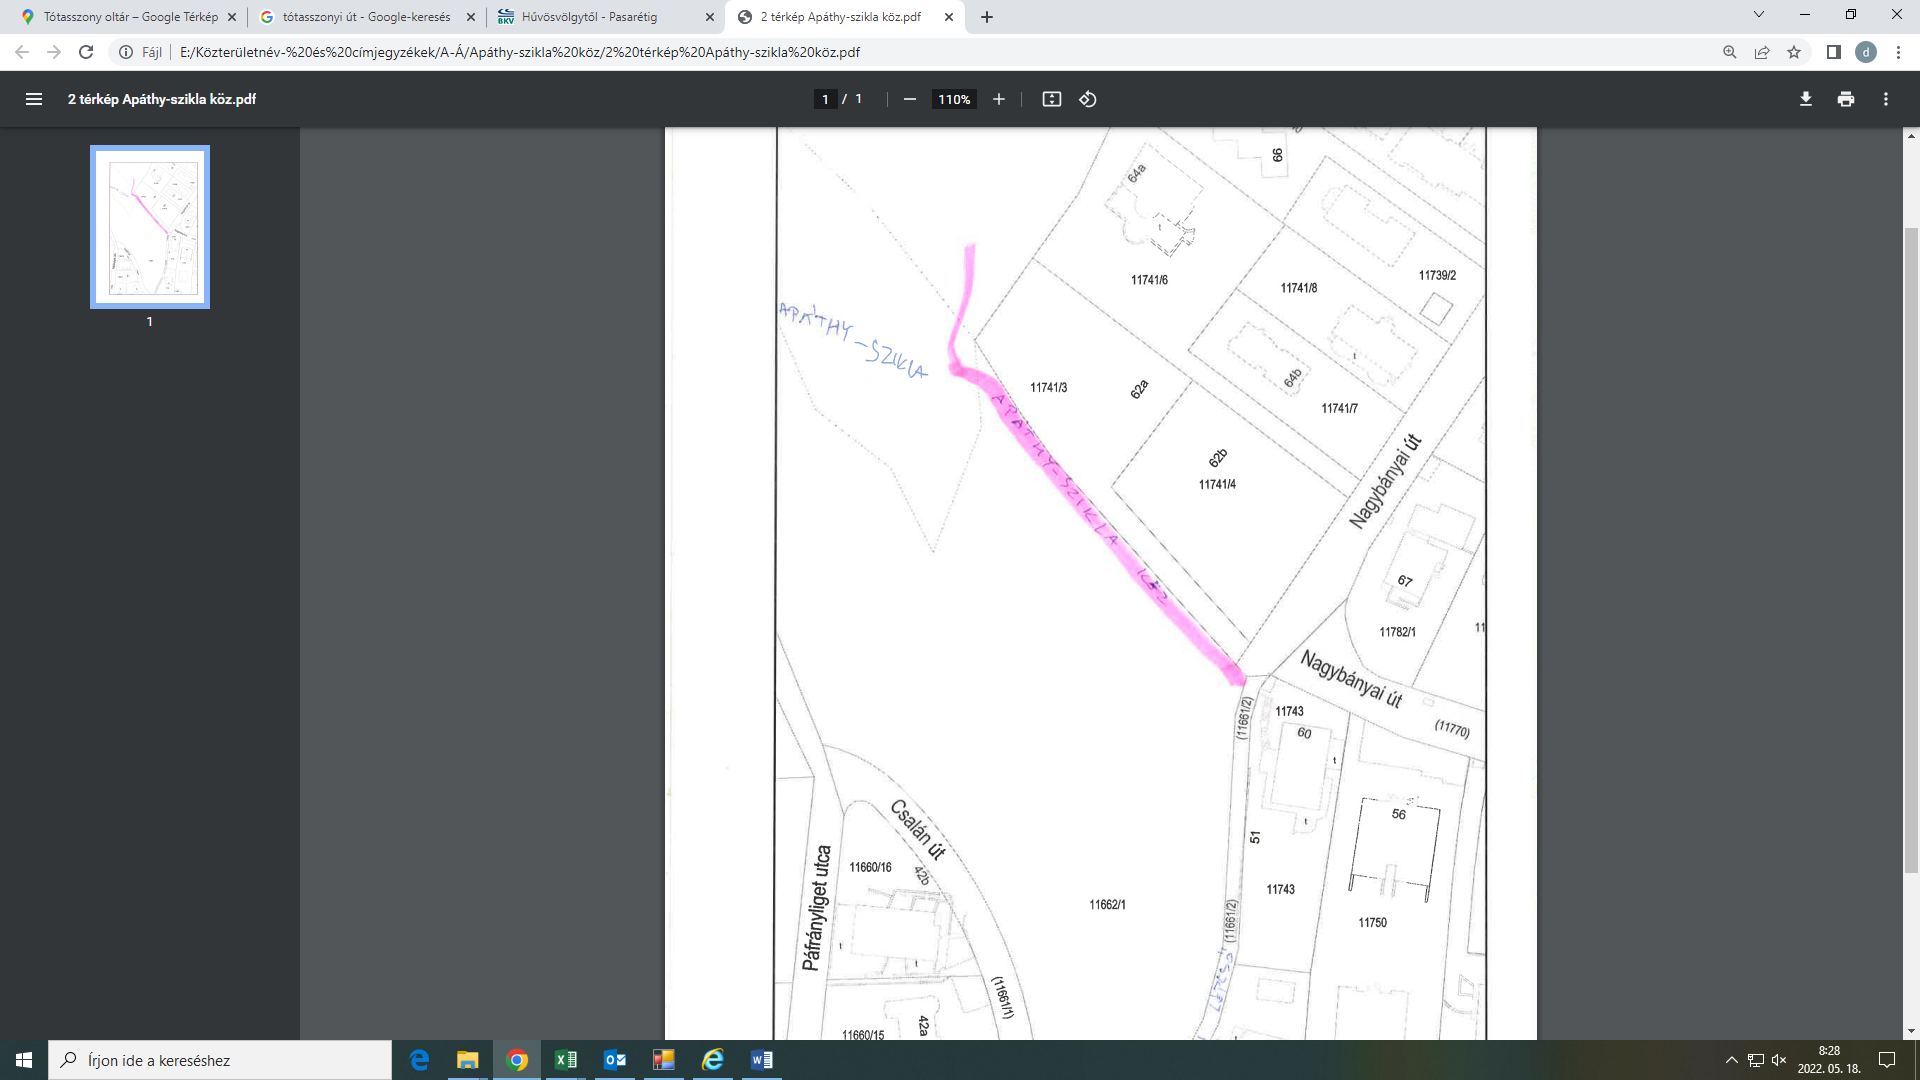 Tótasszony oltár – Google Térkép
tótasszonyi út - Google-keresés
BKV
Hűvösvölgytől - Pasarétig
2 térkép Apáthy-szikla köz.pdf
Fájl
E:/Közterületnév-%20és%20címjegyzékek/A-Á/Apáthy-szikla%20köz/2%20térkép%20Apáthy-szikla%20köz.pdf
d
2 térkép Apáthy-szikla köz.pdf
1 / 1
110%
1
66
64a
11741/6
11741/8
11739/2
APÁTHY-SZIKLA
t
t
11741/3
62a
64b
11741/7
APÁTHY-SZIKLA KÖZ
62b
11741/4
Nagybányai út
67
11782/1
11
Nagybányai út
(11770)
(11661/2)
11743
60
t
t
56
51
11743
11750
Csalán út
Páfrányliget utca
11660/16
42b
t
t
11662/1
(11661/2)
LÉPCSŐ
(11661/1)
42a
11660/15
Írjon ide a kereséshez
8:28
2022. 05. 18.